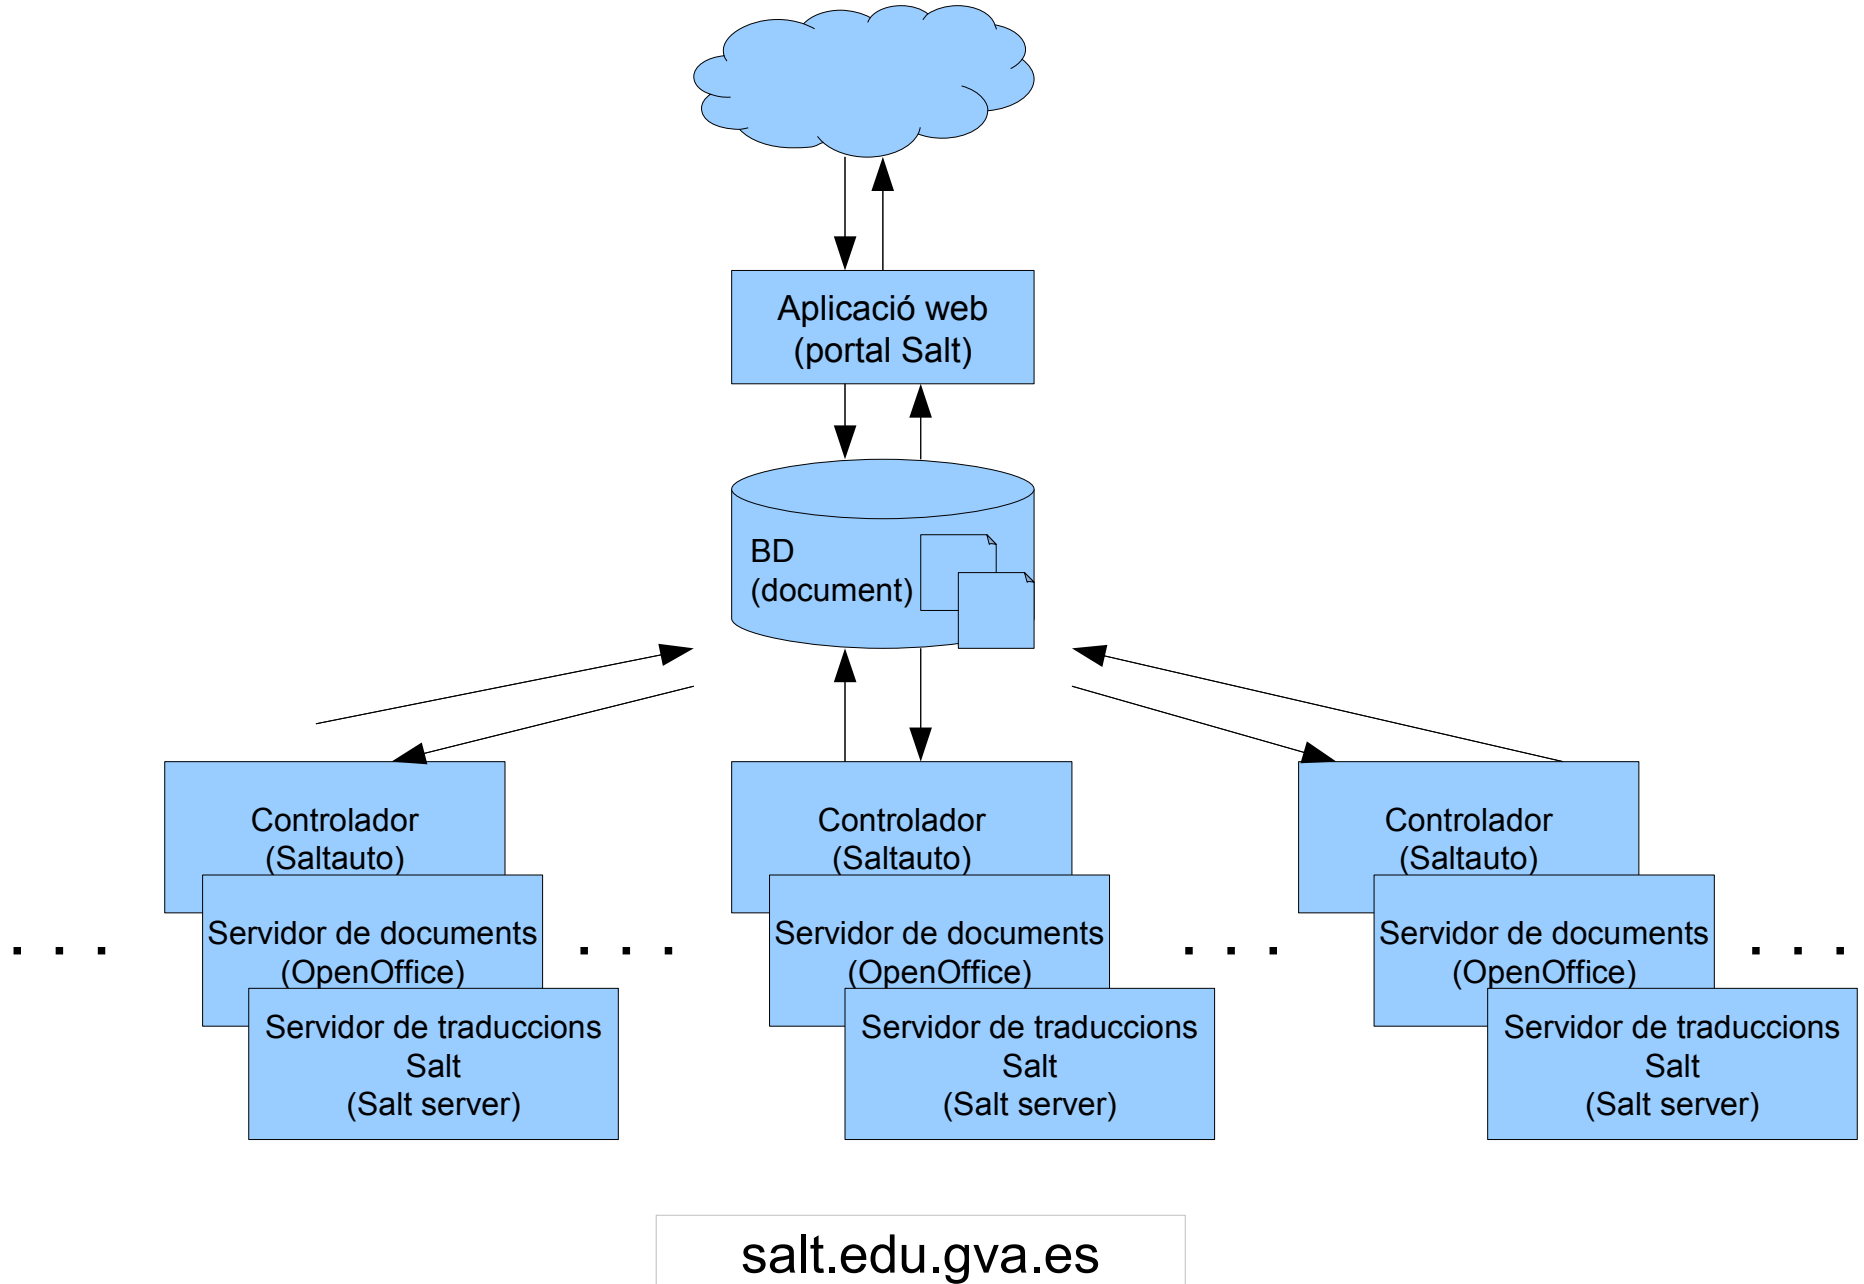 Aplicació web
(portal Salt)
BD
(document)
Controlador
(Saltauto)
Servidor de documents
(OpenOffice)
Servidor de traduccions
Salt
(Salt server)
Controlador
(Saltauto)
Servidor de documents
(OpenOffice)
Servidor de traduccions
Salt
(Salt server)
Controlador
(Saltauto)
Servidor de documents
(OpenOffice)
Servidor de traduccions
Salt
(Salt server)
. . .
. . .
. . .
. . .
salt.edu.gva.es